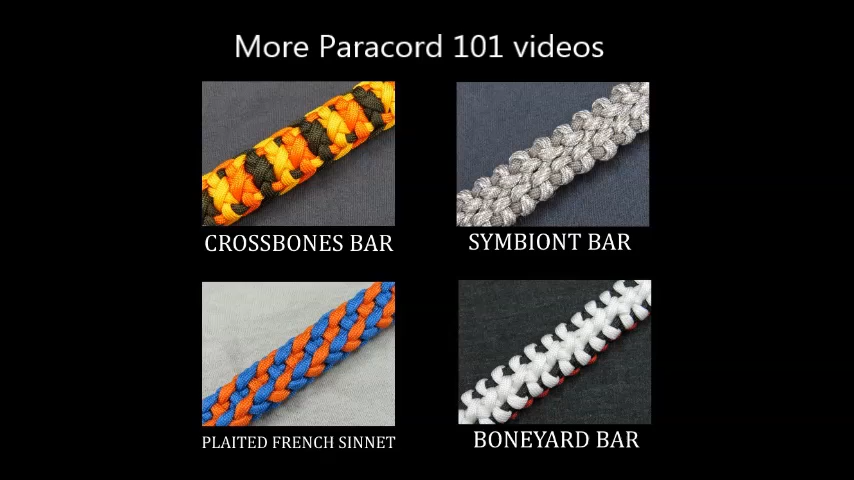 More Paracord 101 videos
CROSSBONES BAR
SYMBIONT BAR
PLAITED FRENCH SINNET
BONEYARD BAR